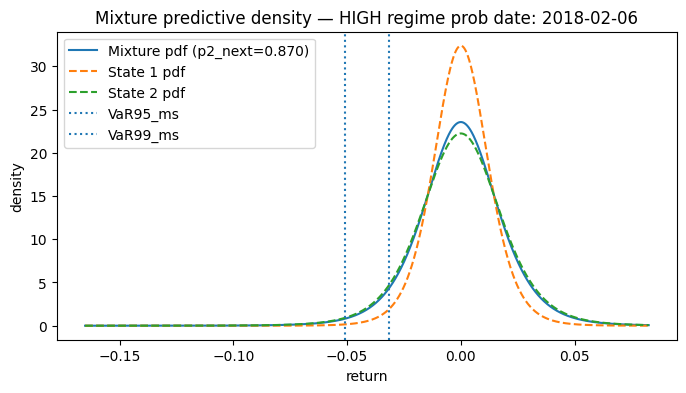 Mixture predictive density — HIGH regime prob date: 2018-02-06
Mixture pdf (p2_next=0.870)
State 1 pdf
State 2 pdf
VaR95_ms
VaR99_ms
density
30
25
20
15
10
5
0
−0.15 −0.10 −0.05 0.00 0.05
return